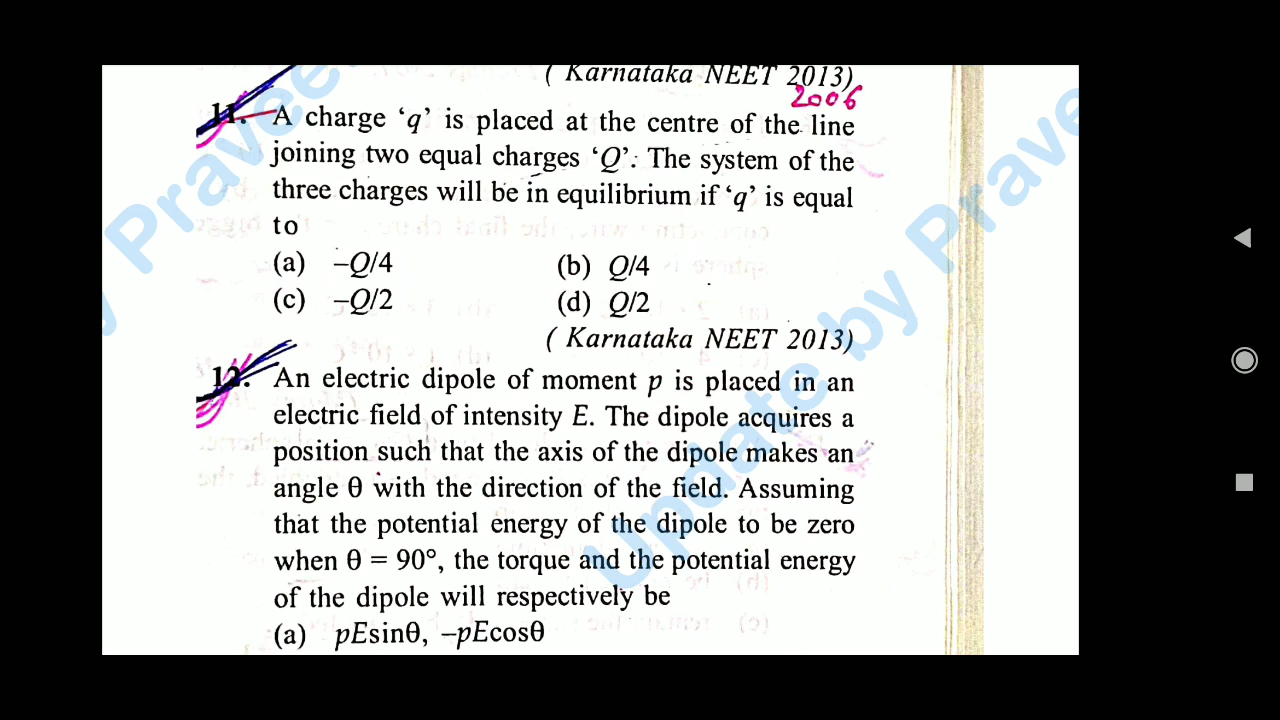 ( Karnataka NEET 2013)
2006
11. A charge ‘q’ is placed at the centre of the line
joining two equal charges ‘Q’. The system of the
three charges will be in equilibrium if ‘q’ is equal
to
(a) –Q/4 (b) Q/4
(c) –Q/2 (d) Q/2
( Karnataka NEET 2013)
12. An electric dipole of moment p is placed in an
electric field of intensity E. The dipole acquires a
position such that the axis of the dipole makes an
angle θ with the direction of the field. Assuming
that the potential energy of the dipole to be zero
when θ = 90°, the torque and the potential energy
of the dipole will respectively be
(a) pEsinθ, –pEcosθ
Update by Prave